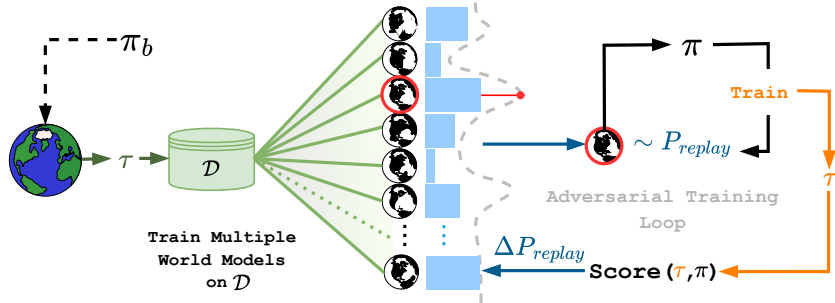 π_b
τ
𝒟
Train Multiple
World Models
on 𝒟
π
Train
∼ P_replay
τ
Adversarial Training
Loop
ΔP_replay
Score(τ,π)